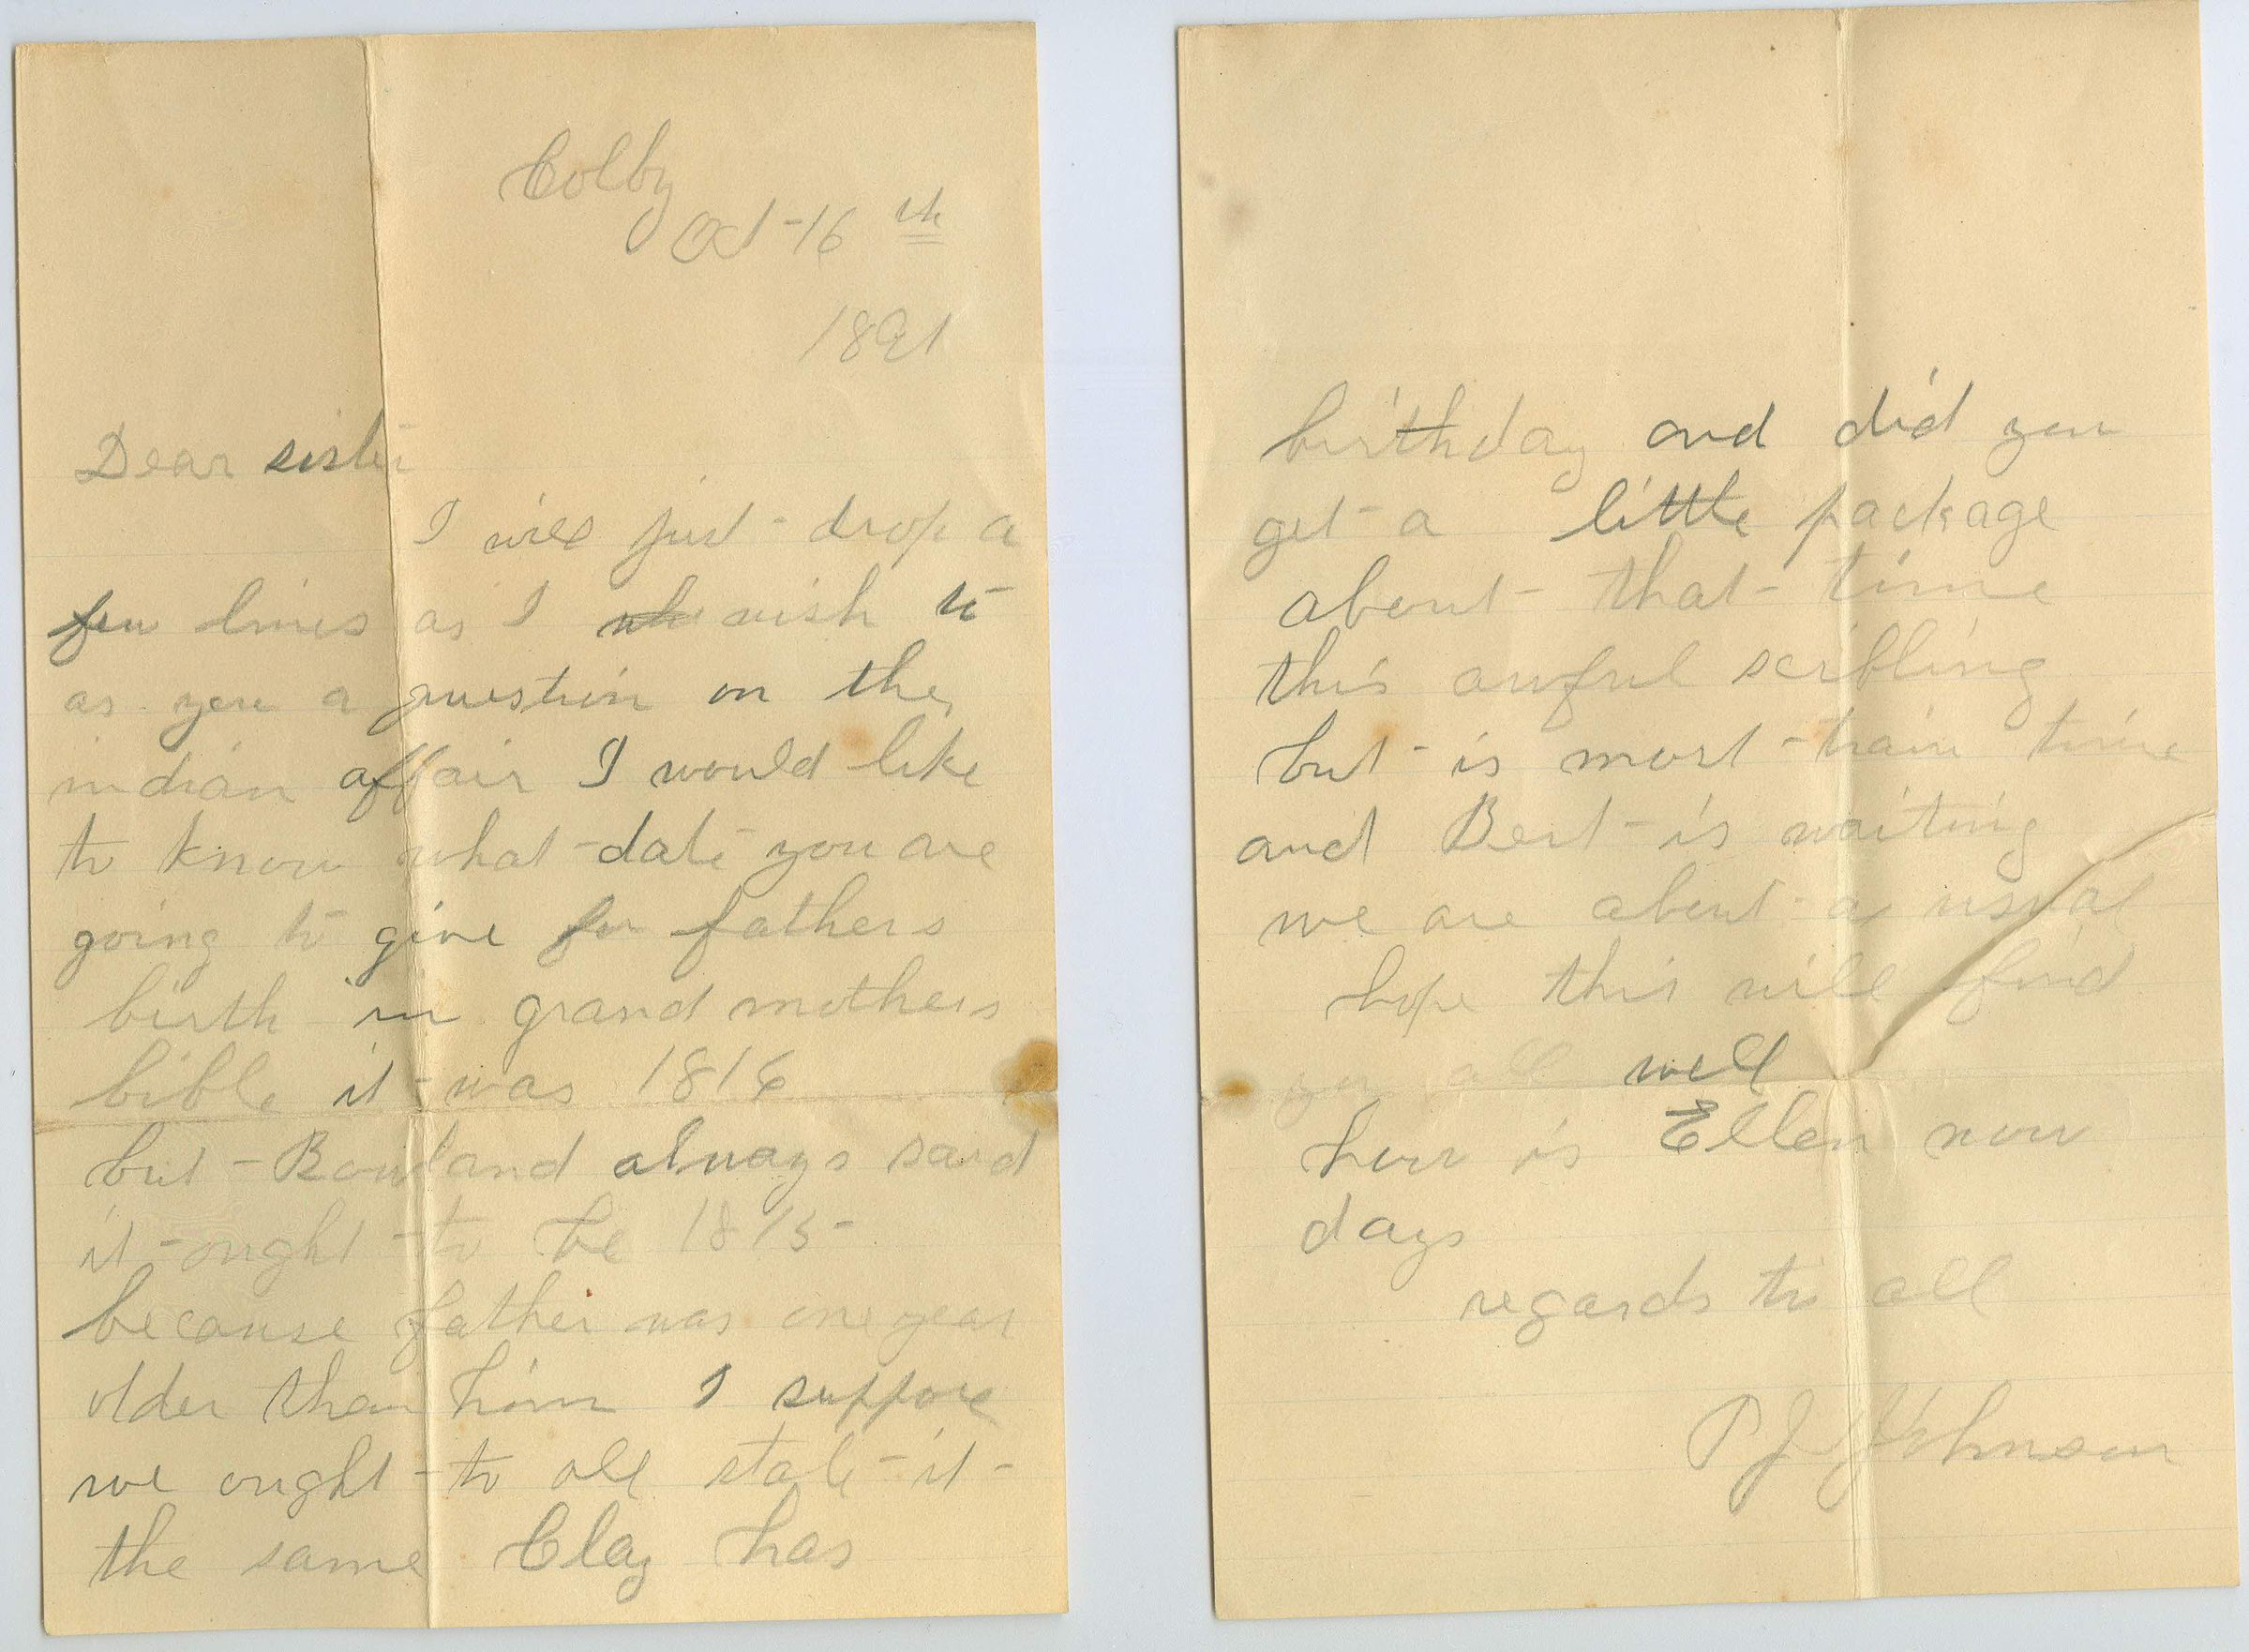 Colby
Oct-16th
1891
Dear sister
I will just-drop a
few lines as I wh wish to
as you a question on the
indian affair I would like
to know what-date you are
going to give for fathers
birth in grand mothers
bible it-was 1816
but-Rowland always said
it-ought-to be 1815-
because father was one year
older than him I suppose
we ought-to all state-it-
the same Clay has
birthday and did you
get-a little package
about-that-time
this awful scribling
but-is most-train time
and Bert-is waiting
we are about-a usual
hope this will find
you all well
how is Ellen now
days
regards to all
P J Johnson